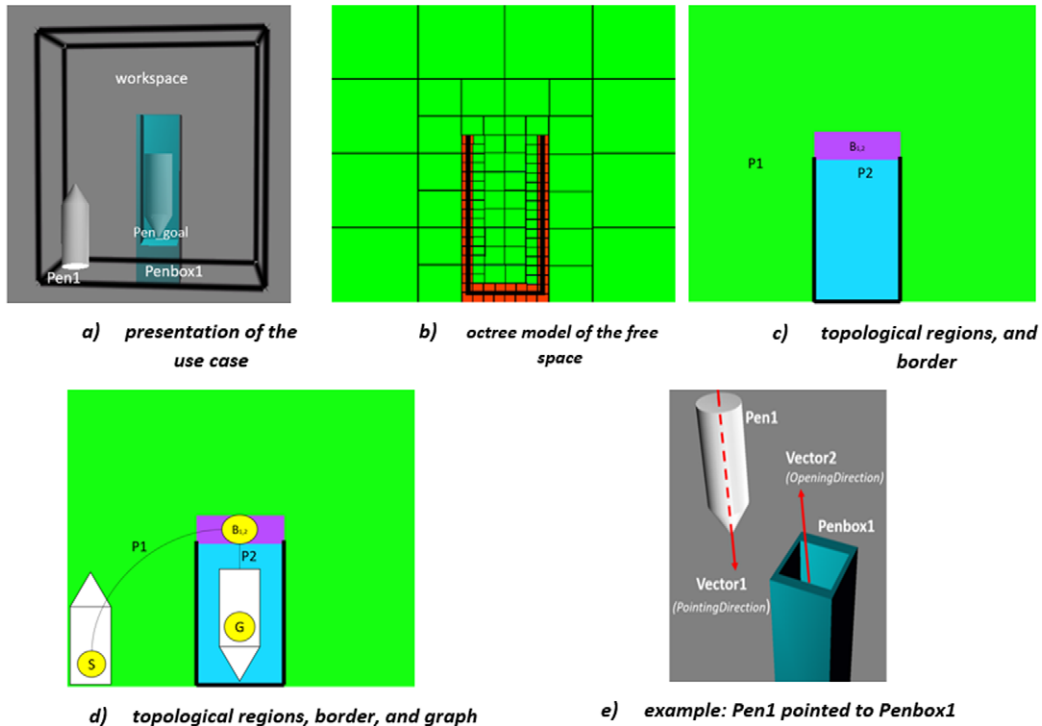 workspace
Pen_goal
Pen1
Penbox1
a) presentation of the
use case
b) octree model of the free
space
P1
B1,2
P2
c) topological regions, and
border
P1
B1,2
P2
S
G
d) topological regions, border, and graph
Pen1
Vector2
(OpeningDirection)
Penbox1
Vector1
(PointingDirection)
e) example: Pen1 pointed to Penbox1